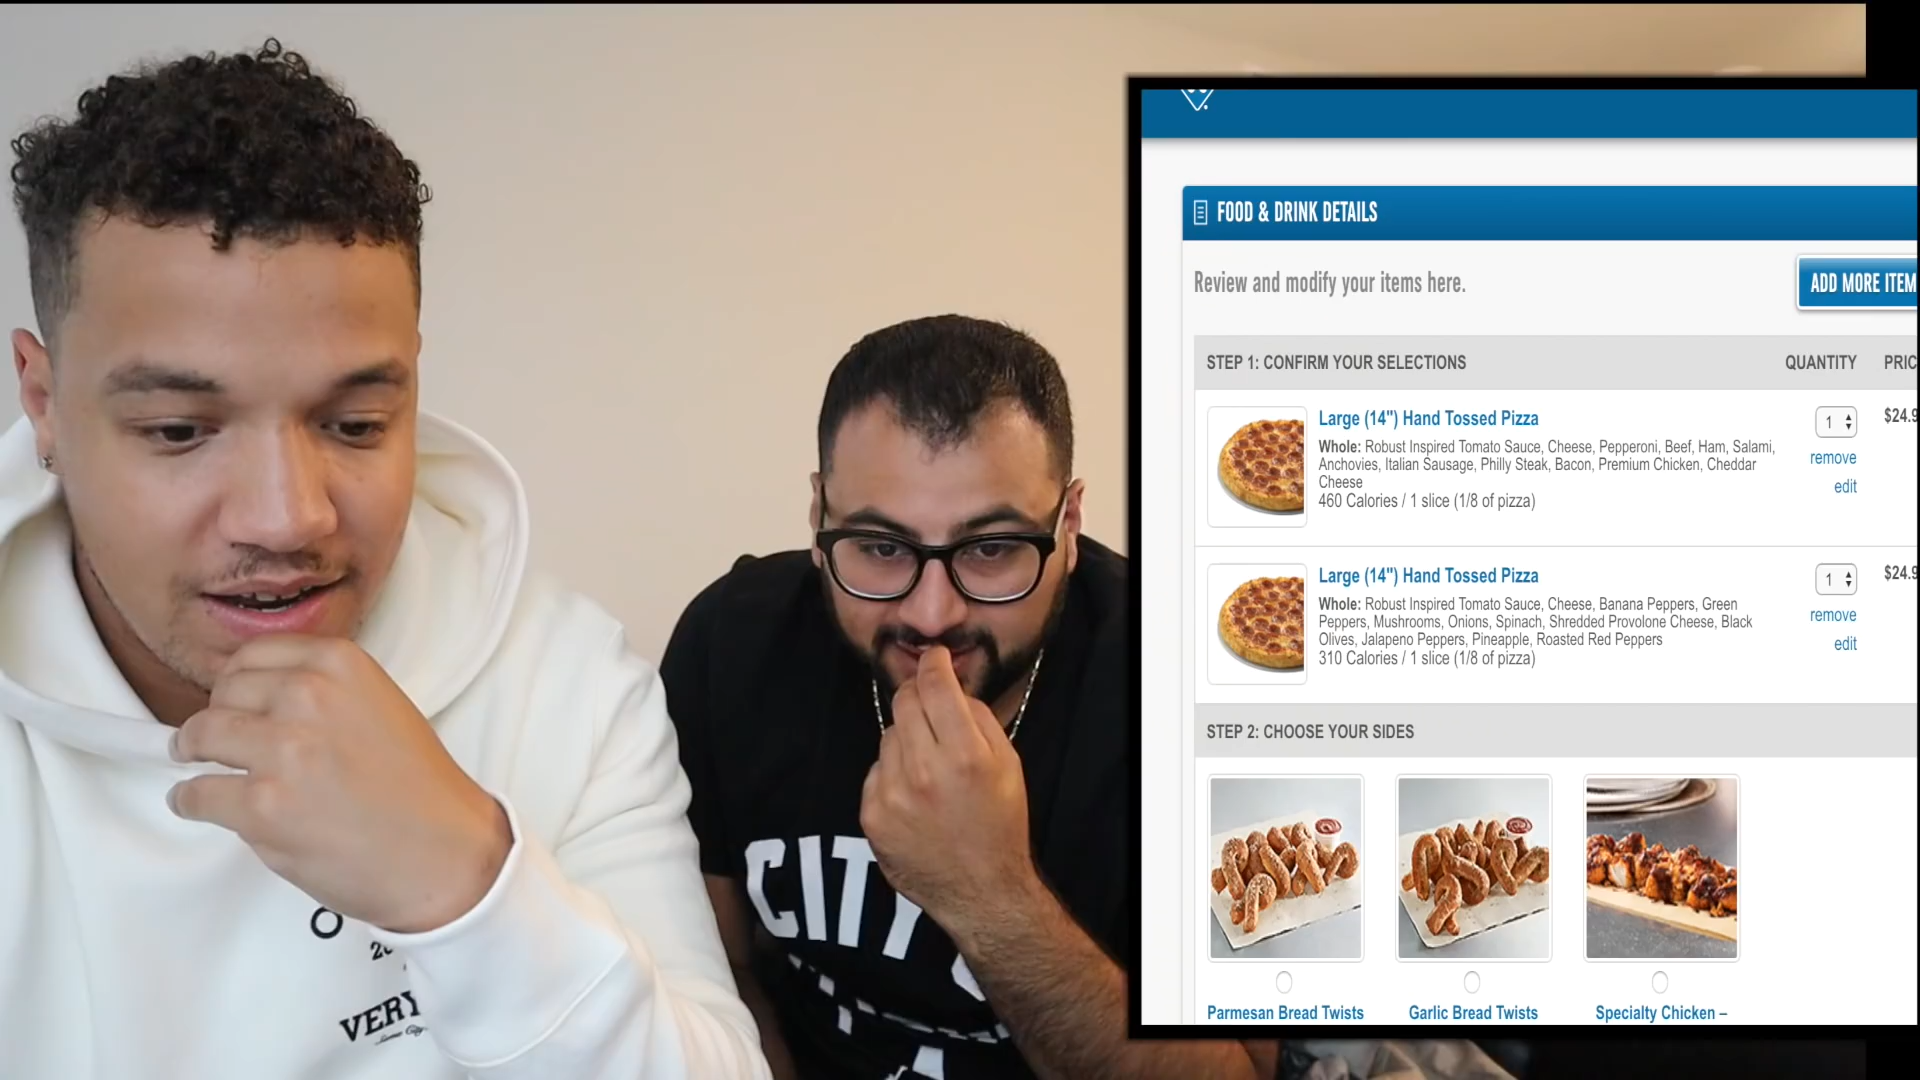 FOOD & DRINK DETAILS
Review and modify your items here.
ADD MORE ITEM
STEP 1: CONFIRM YOUR SELECTIONS QUANTITY PRIC
Large (14") Hand Tossed Pizza 1 $24.9
Whole: Robust Inspired Tomato Sauce, Cheese, Pepperoni, Beef, Ham, Salami,
Anchovies, Italian Sausage, Philly Steak, Bacon, Premium Chicken, Cheddar
Cheese
460 Calories / 1 slice (1/8 of pizza)
remove
edit
Large (14") Hand Tossed Pizza 1 $24.9
Whole: Robust Inspired Tomato Sauce, Cheese, Banana Peppers, Green
Peppers, Mushrooms, Onions, Spinach, Shredded Provolone Cheese, Black
Olives, Jalapeno Peppers, Pineapple, Roasted Red Peppers
310 Calories / 1 slice (1/8 of pizza)
remove
edit
STEP 2: CHOOSE YOUR SIDES
Parmesan Bread Twists
Garlic Bread Twists
Specialty Chicken –
CITY
VERY